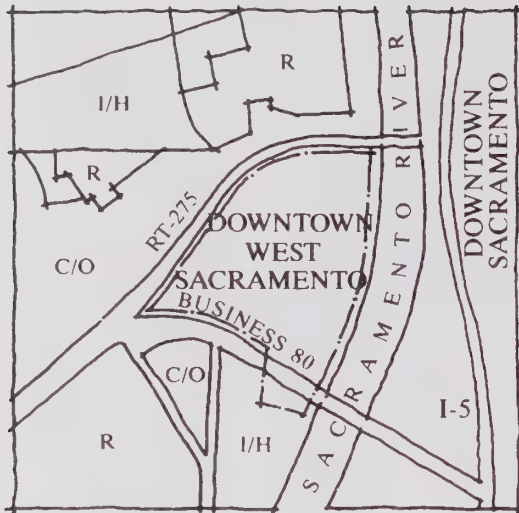 R
I/H
R
RT-275
C/O
DOWNTOWN
WEST
SACRAMENTO
BUSINESS 80
C/O
R
I/H
I-5
SACRAMENTO RIVER
DOWNTOWN
SACRAMENTO